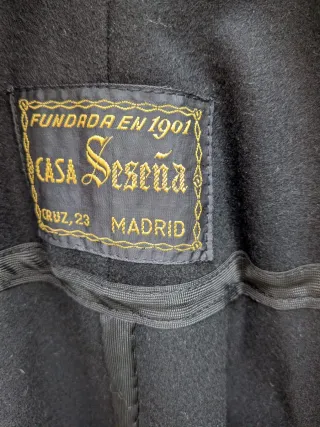 FUNDADA EN 1901
CASA Seseña
CRUZ, 23 MADRID